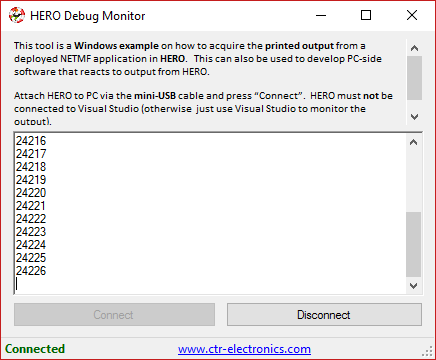 HERO Debug Monitor
This tool is a Windows example on how to acquire the printed output from a
deployed NETMF application in HERO.  This can also be used to develop PC-side
software that reacts to output from HERO.
Attach HERO to PC via the mini-USB cable and press “Connect”.  HERO must not be
connected to Visual Studio (otherwise  just use Visual Studio to monitor the
output).
24216
24217
24218
24219
24220
24221
24222
24223
24224
24225
24226
Connect
Disconnect
Connected
www.ctr-electronics.com